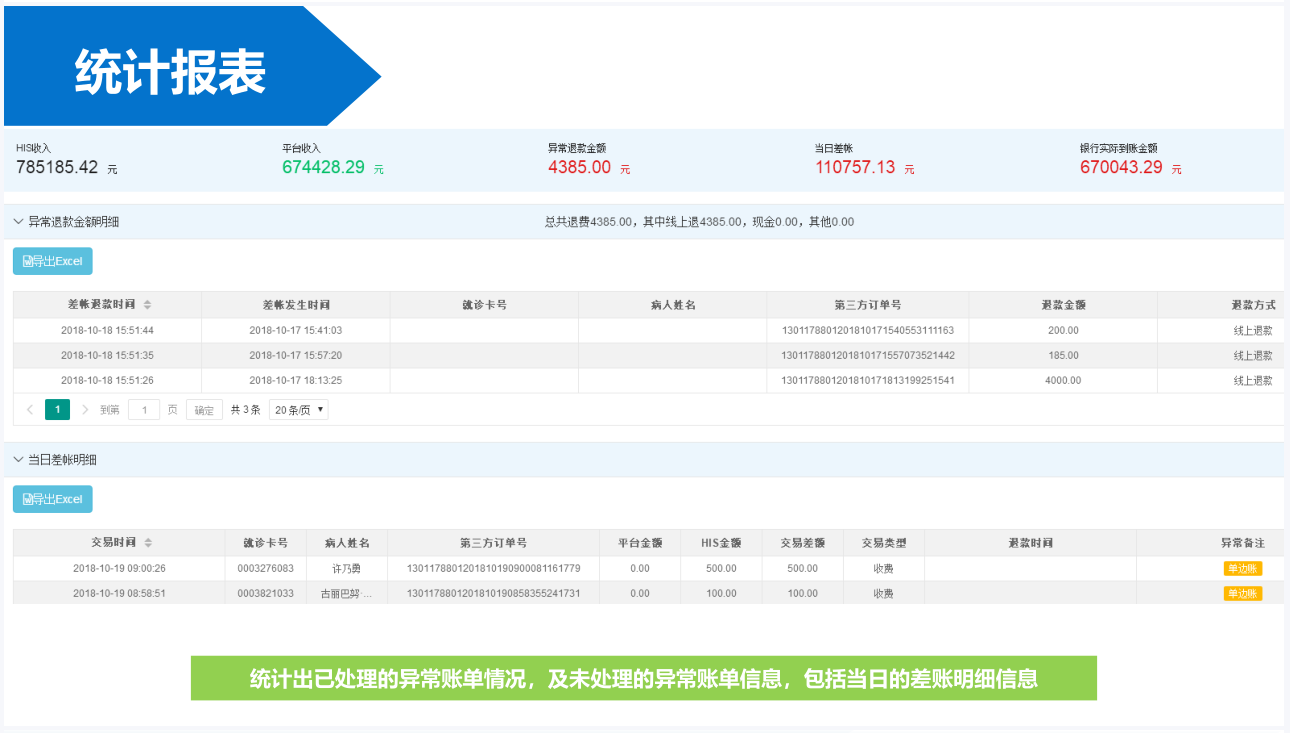 统计报表
HIS收入 平台收入 异常退款金额 当日差帐 银行实际到账金额
785185.42 元 674428.29 元 4385.00 元 110757.13 元 670043.29 元
异常退款金额明细 总共退费4385.00，其中线上退4385.00，现金0.00，其他0.00
导出Excel
差帐退款时间 差帐发生时间 就诊卡号 病人姓名 第三方订单号 退款金额 退款方式
2018-10-18 15:51:44 2018-10-17 15:41:03 1301178801201810171540553111163 200.00 线上退款
2018-10-18 15:51:35 2018-10-17 15:57:20 1301178801201810171557073521442 185.00 线上退款
2018-10-18 15:51:26 2018-10-17 18:13:25 1301178801201810171813199251541 4000.00 线上退款
1 到第 1 页 确定 共 3 条 20 条/页
当日差帐明细
导出Excel
交易时间 就诊卡号 病人姓名 第三方订单号 平台金额 HIS金额 交易差额 交易类型 退款时间 异常备注
2018-10-19 09:00:26 0003276083 许乃勇 1301178801201810190900081161779 0.00 500.00 500.00 收费 单边账
2018-10-19 08:58:51 0003821033 古丽巴努·... 1301178801201810190858355241731 0.00 100.00 100.00 收费 单边账
统计出已处理的异常账单情况，及未处理的异常账单信息，包括当日的差账明细信息